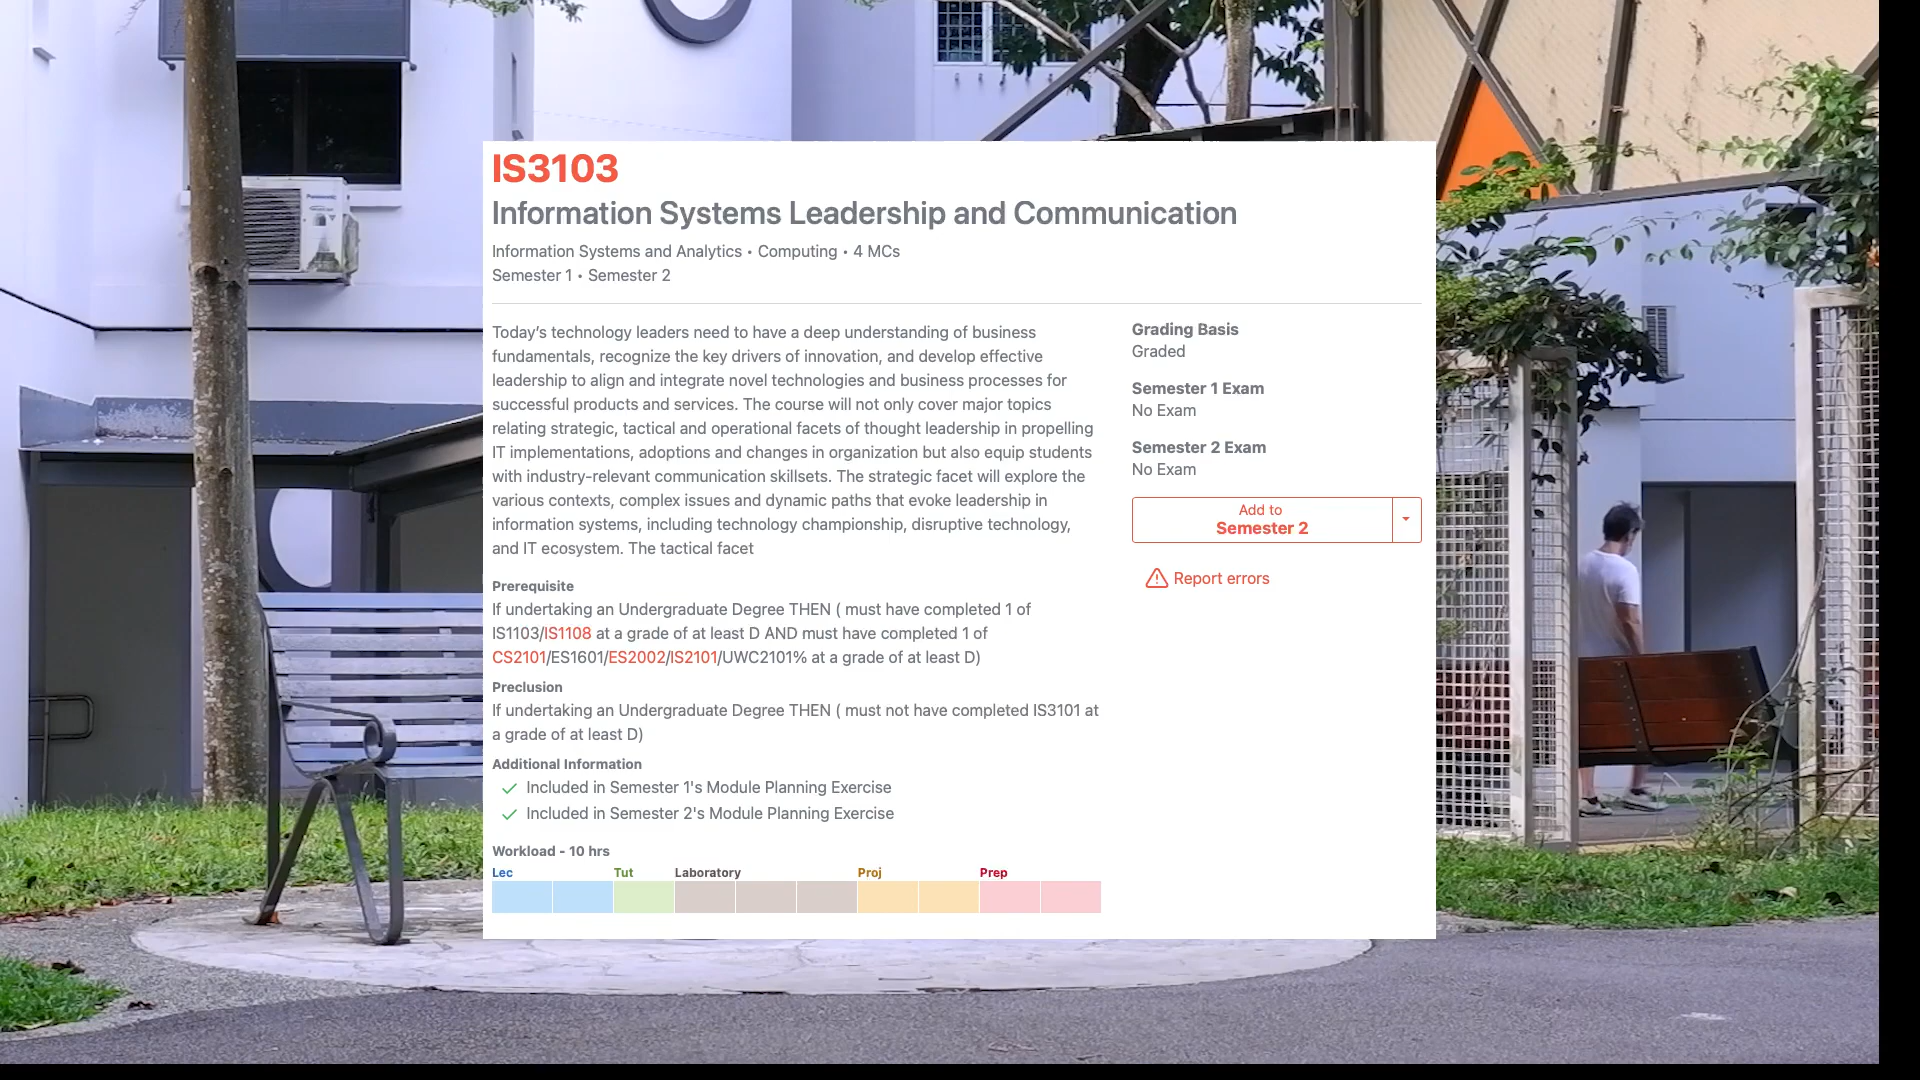 IS3103
Information Systems Leadership and Communication
Information Systems and Analytics • Computing • 4 MCs
Semester 1 • Semester 2
Today's technology leaders need to have a deep understanding of business
fundamentals, recognize the key drivers of innovation, and develop effective
leadership to align and integrate novel technologies and business processes for
successful products and services. The course will not only cover major topics
relating strategic, tactical and operational facets of thought leadership in propelling
IT implementations, adoptions and changes in organization but also equip students
with industry-relevant communication skillsets. The strategic facet will explore the
various contexts, complex issues and dynamic paths that evoke leadership in
information systems, including technology championship, disruptive technology,
and IT ecosystem. The tactical facet
Prerequisite
If undertaking an Undergraduate Degree THEN ( must have completed 1 of
IS1103/IS1108 at a grade of at least D AND must have completed 1 of
CS2101/ES1601/ES2002/IS2101/UWC2101% at a grade of at least D)
Preclusion
If undertaking an Undergraduate Degree THEN ( must not have completed IS3101 at
a grade of at least D)
Additional Information
Included in Semester 1's Module Planning Exercise
Included in Semester 2's Module Planning Exercise
Workload - 10 hrs
Lec Tut Laboratory Proj Prep
Grading Basis
Graded
Semester 1 Exam
No Exam
Semester 2 Exam
No Exam
Add to
Semester 2
Report errors
Panasonic